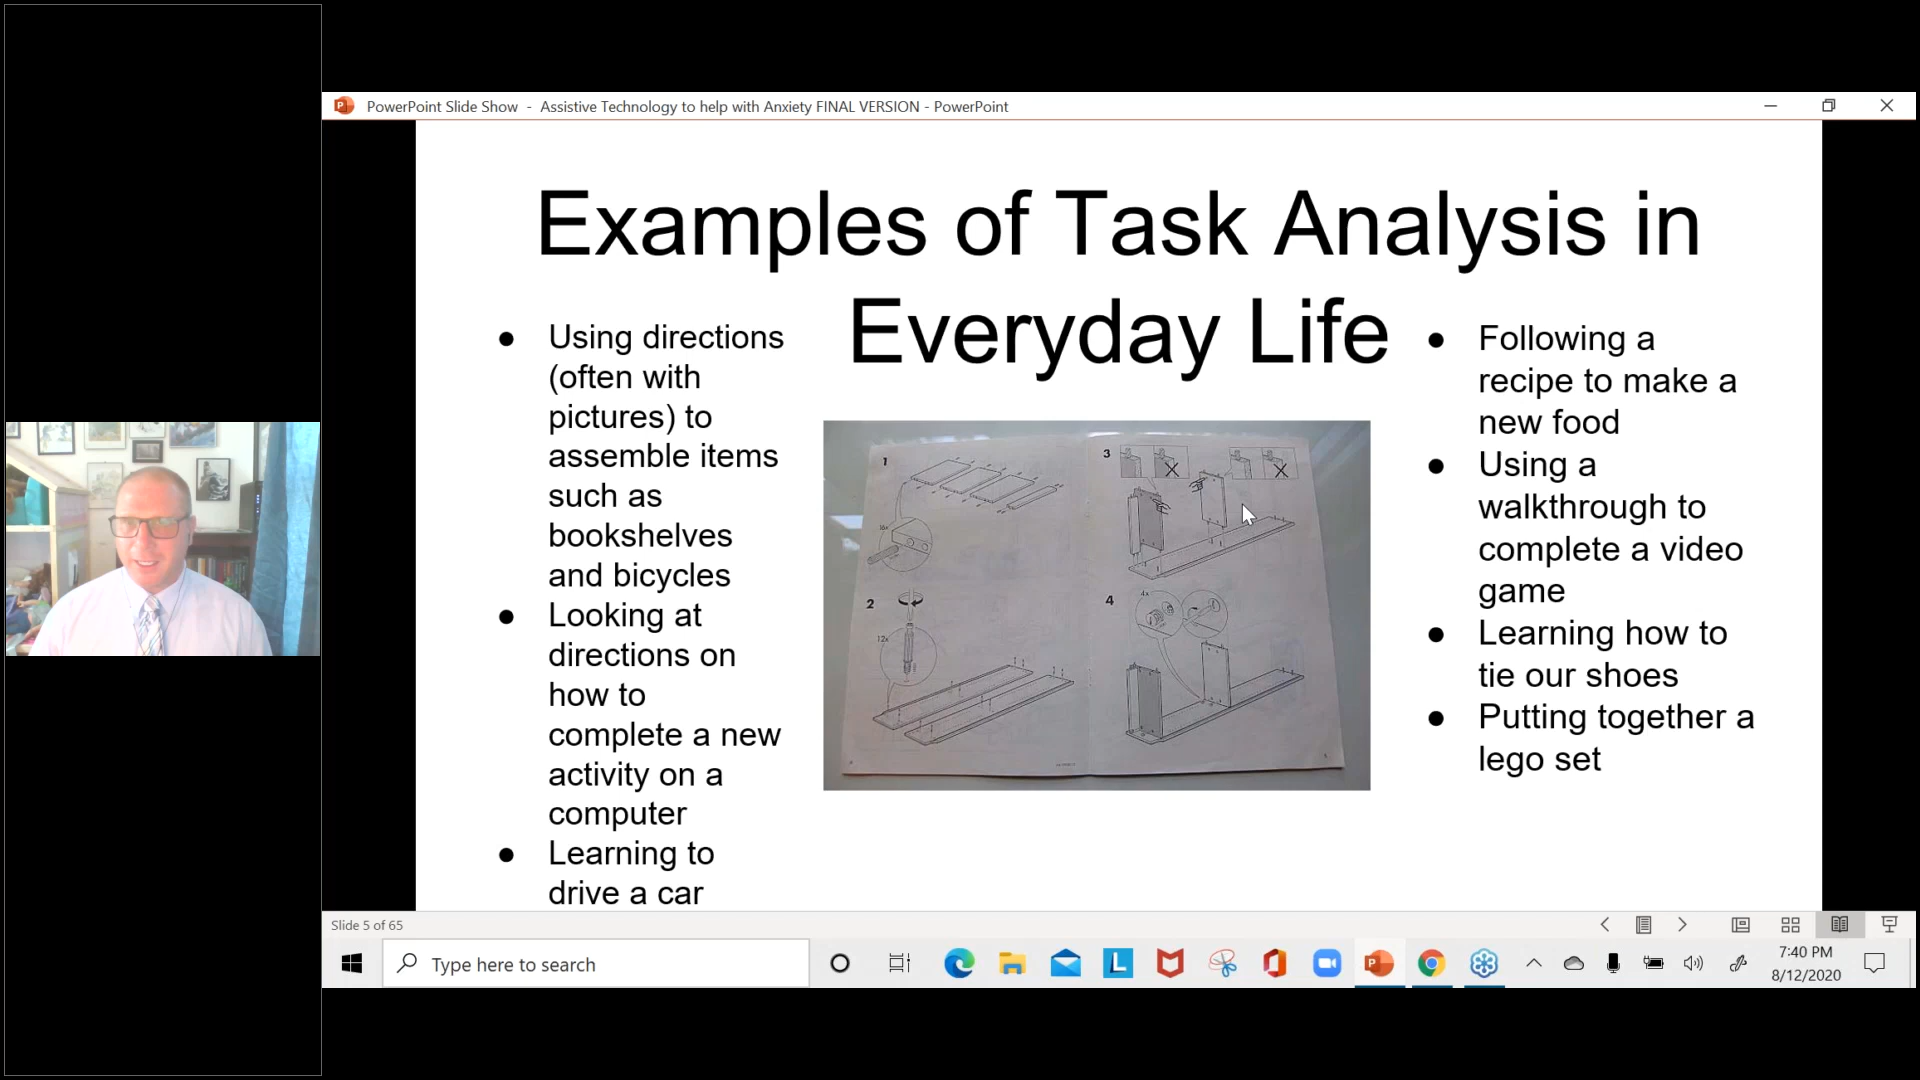 PowerPoint Slide Show - Assistive Technology to help with Anxiety FINAL VERSION - PowerPoint
Examples of Task Analysis in
Everyday Life
● Using directions
(often with
pictures) to
assemble items
such as
bookshelves
and bicycles
● Looking at
directions on
how to
complete a new
activity on a
computer
● Learning to
drive a car
1
16x
2
12x
3
4
4x
● Following a
recipe to make a
new food
● Using a
walkthrough to
complete a video
game
● Learning how to
tie our shoes
● Putting together a
lego set
Slide 5 of 65
Type here to search
7:40 PM
8/12/2020